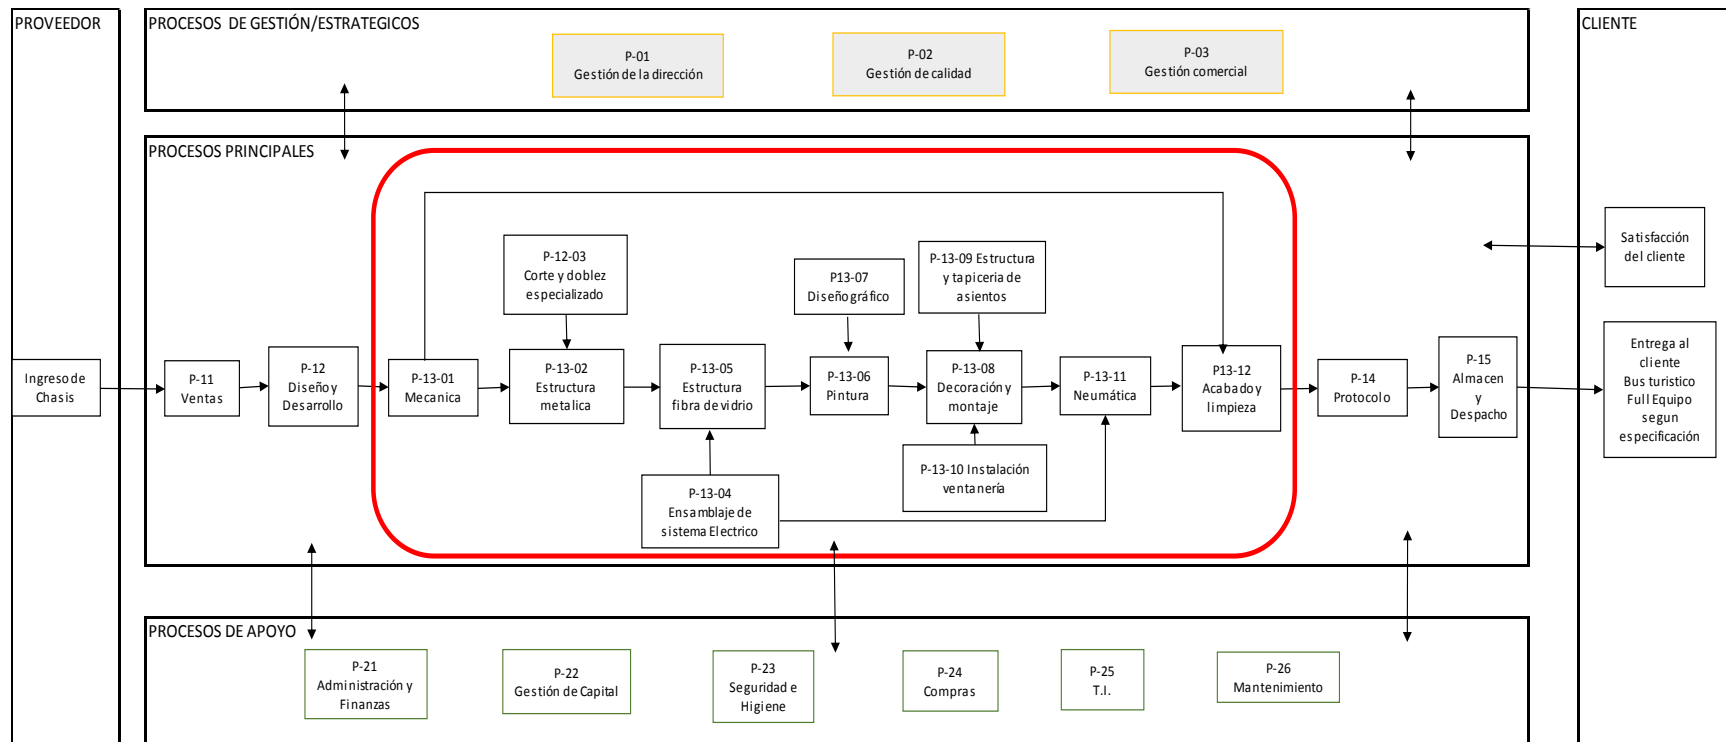 PROVEEDOR
PROCESOS DE GESTIÓN/ESTRATEGICOS
CLIENTE
P-01
Gestión de la dirección
P-02
Gestión de calidad
P-03
Gestión comercial
PROCESOS PRINCIPALES
P-12-03
Corte y doblez
especializado
P13-07
Diseño gráfico
P-13-09 Estructura
y tapiceria de
asientos
Satisfacción
del cliente
Ingreso de
Chasis
P-11
Ventas
P-12
Diseño y
Desarrollo
P-13-01
Mecanica
P-13-02
Estructura
metalica
P-13-05
Estructura
fibra de vidrio
P-13-06
Pintura
P-13-08
Decoración y
montaje
P-13-11
Neumática
P13-12
Acabado y
limpieza
P-14
Protocolo
P-15
Almacen
y
Despacho
Entrega al
cliente
Bus turistico
Full Equipo
segun
especificación
P-13-04
Ensamblaje de
sistema Electrico
P-13-10 Instalación
ventanería
PROCESOS DE APOYO
P-21
Administración y
Finanzas
P-22
Gestión de Capital
P-23
Seguridad e
Higiene
P-24
Compras
P-25
T.I.
P-26
Mantenimiento